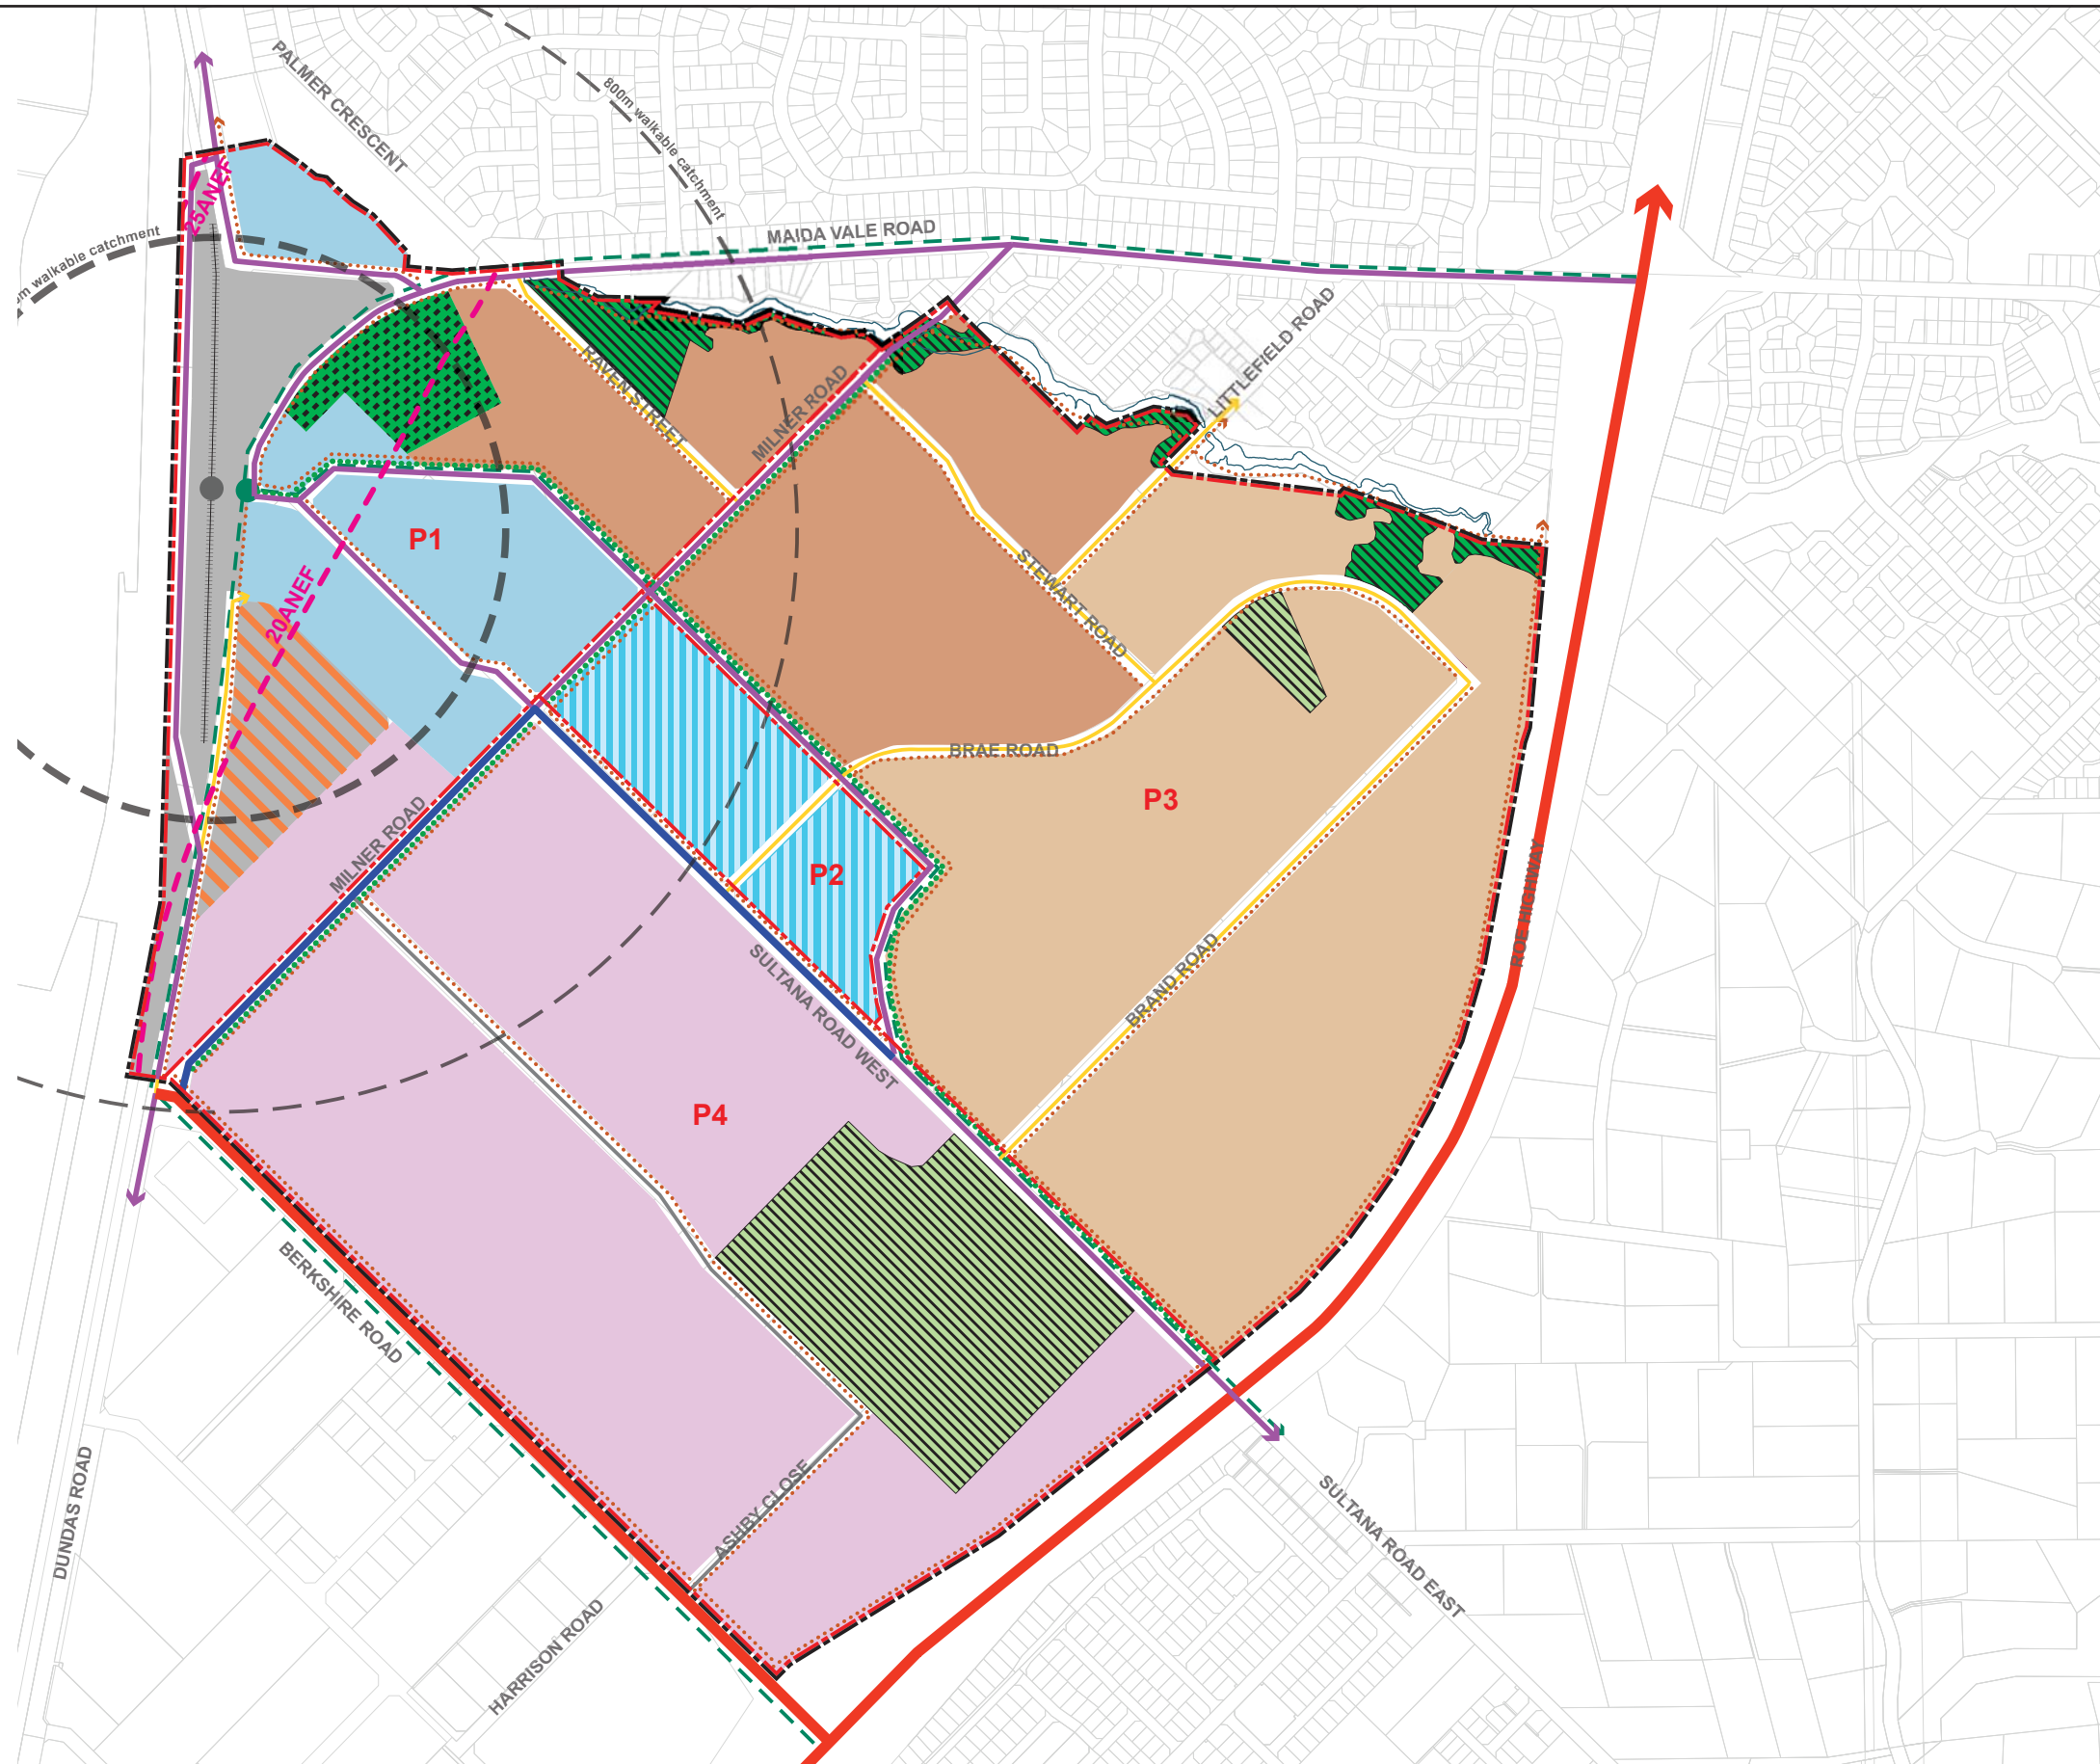 PALMER CRESCENT
800m walkable catchment
25ANEF
MAIDA VALE ROAD
walkable catchment
LITTLEFIELD ROAD
RAVEN STREET
MILNER ROAD
P1
STEWART ROAD
20ANEF
BRAE ROAD
P3
MILNER ROAD
P2
ROE HIGHWAY
SULTANA ROAD WEST
BRAND ROAD
P4
BERKSHIRE ROAD
DUNDAS ROAD
ASHBY CLOSE
SULTANA ROAD EAST
HARRISON ROAD